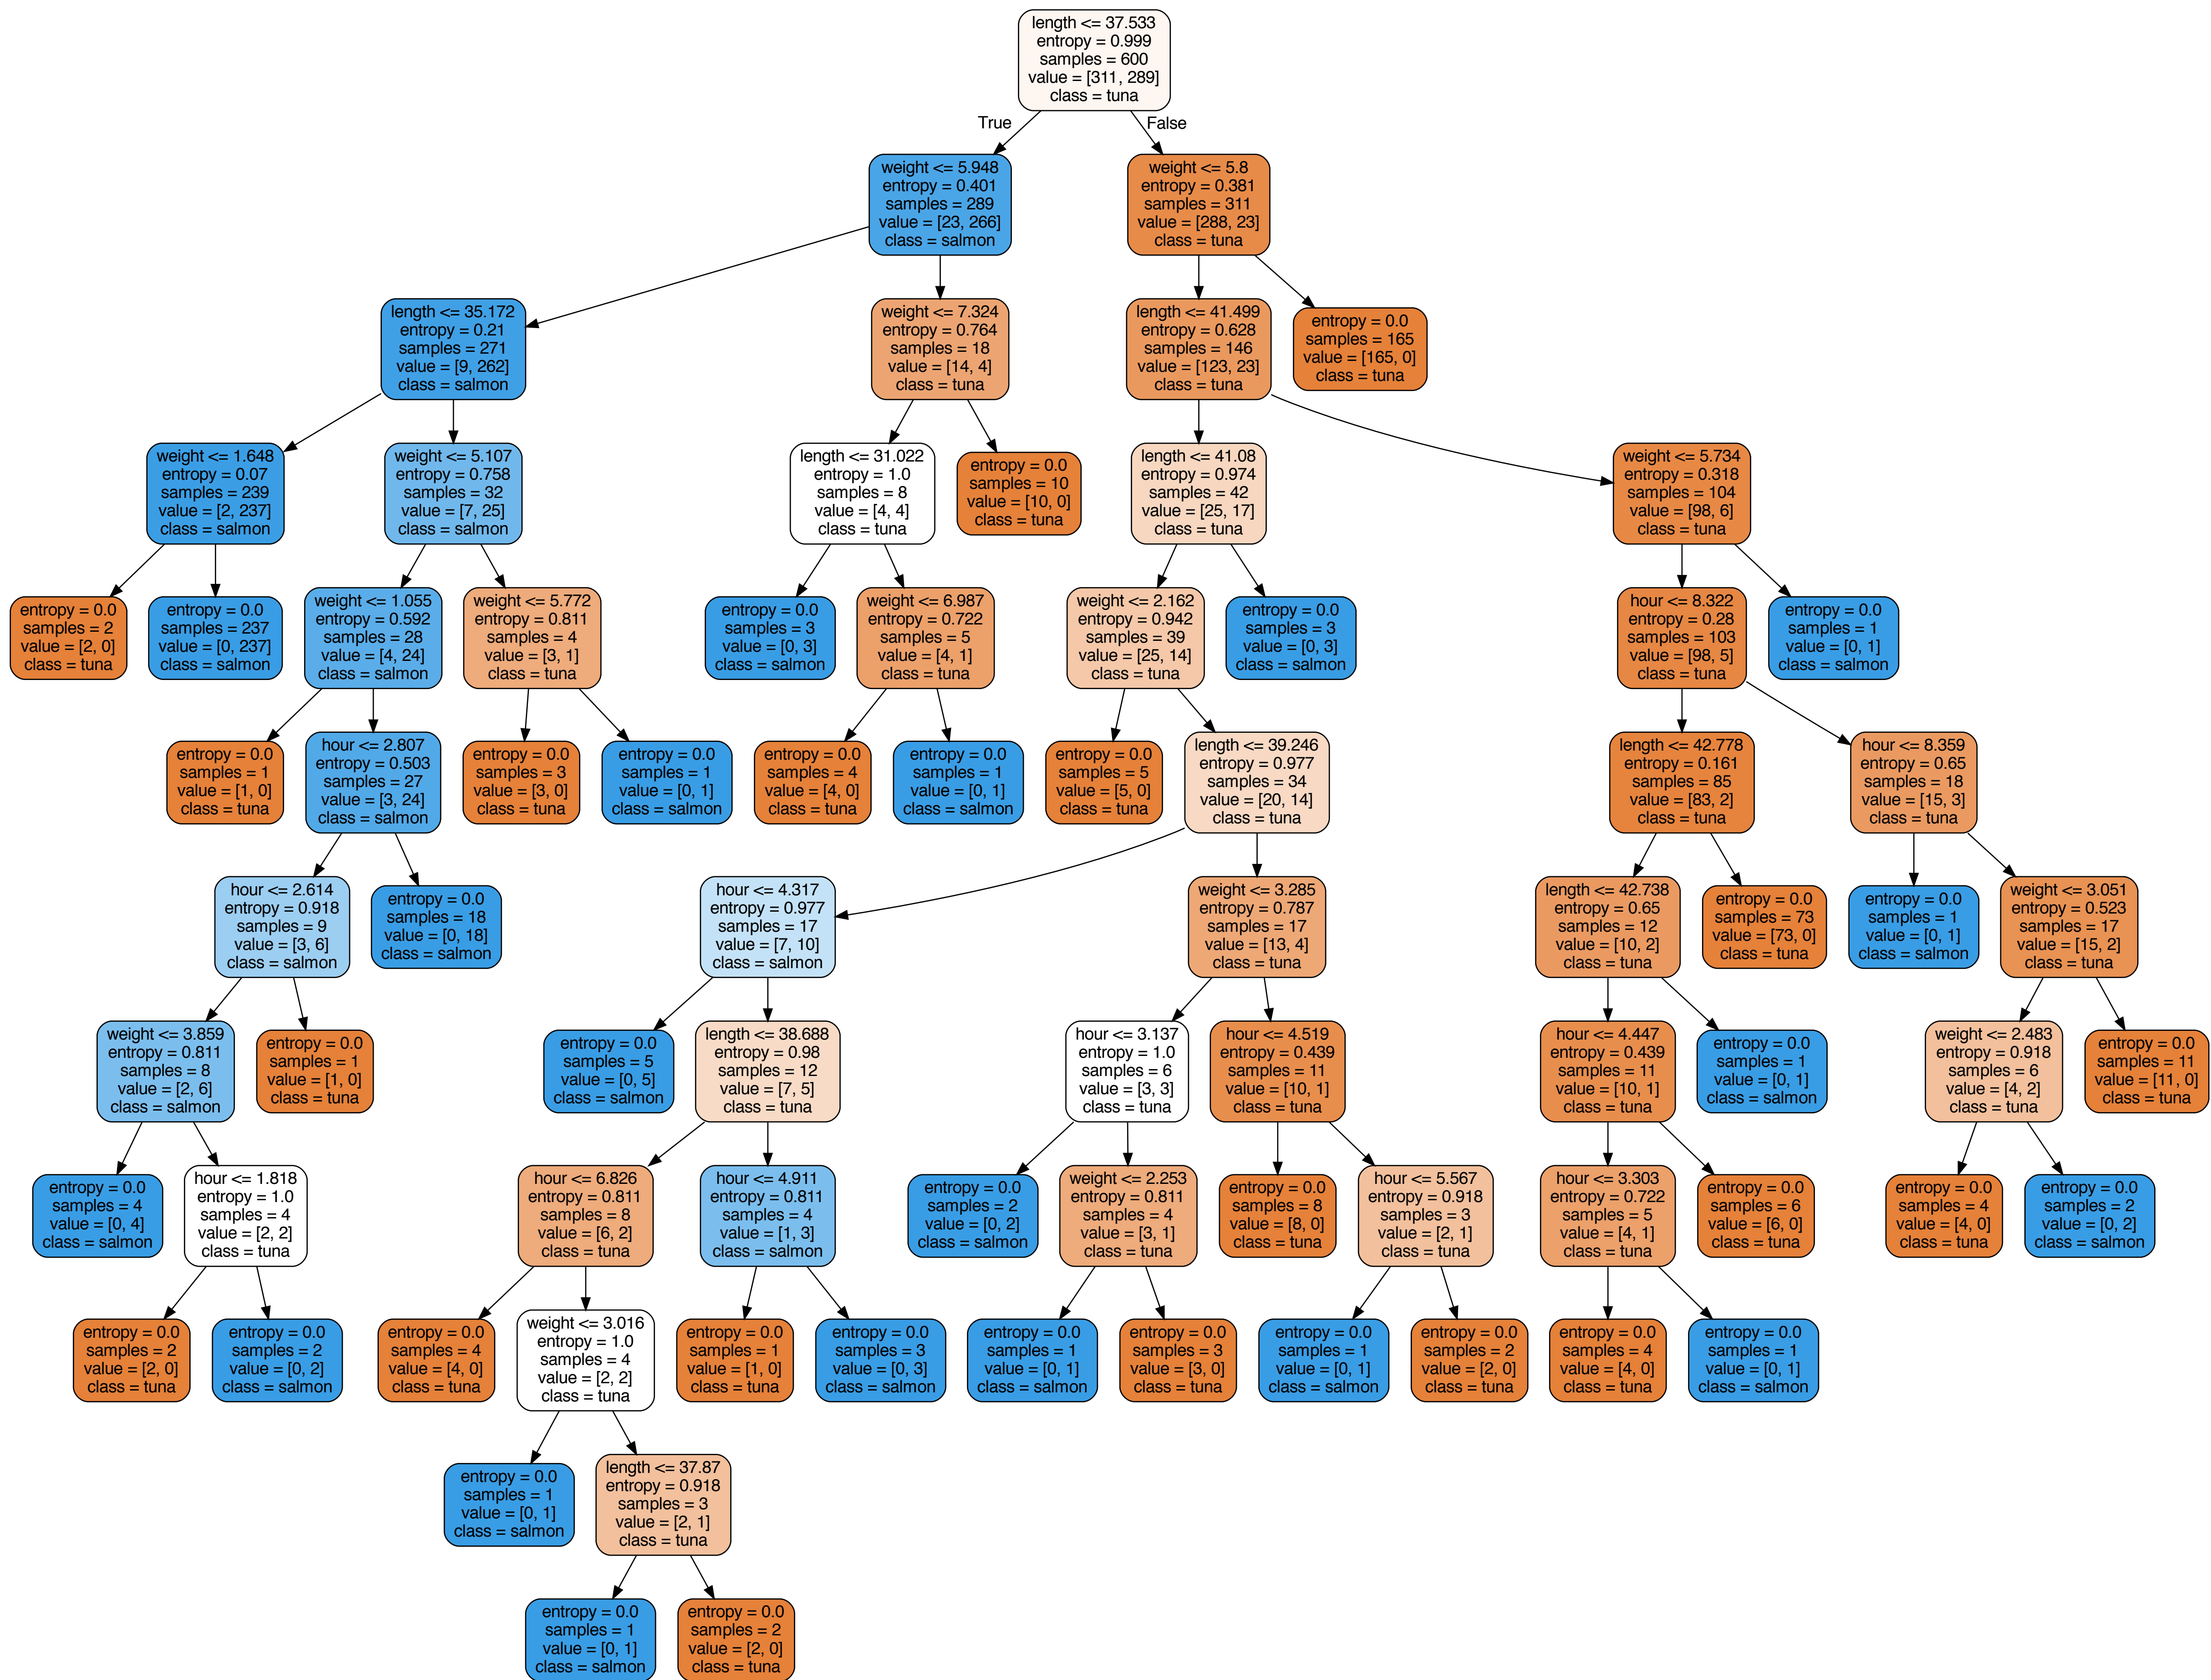 length <= 37.533
entropy = 0.999
samples = 600
value = [311, 289]
class = tuna
True
False
weight <= 5.948
entropy = 0.401
samples = 289
value = [23, 266]
class = salmon
weight <= 5.8
entropy = 0.381
samples = 311
value = [288, 23]
class = tuna
length <= 35.172
entropy = 0.21
samples = 271
value = [9, 262]
class = salmon
weight <= 7.324
entropy = 0.764
samples = 18
value = [14, 4]
class = tuna
length <= 41.499
entropy = 0.628
samples = 146
value = [123, 23]
class = tuna
entropy = 0.0
samples = 165
value = [165, 0]
class = tuna
weight <= 1.648
entropy = 0.07
samples = 239
value = [2, 237]
class = salmon
weight <= 5.107
entropy = 0.758
samples = 32
value = [7, 25]
class = salmon
length <= 31.022
entropy = 1.0
samples = 8
value = [4, 4]
class = tuna
entropy = 0.0
samples = 10
value = [10, 0]
class = tuna
length <= 41.08
entropy = 0.974
samples = 42
value = [25, 17]
class = tuna
weight <= 5.734
entropy = 0.318
samples = 104
value = [98, 6]
class = tuna
entropy = 0.0
samples = 2
value = [2, 0]
class = tuna
entropy = 0.0
samples = 237
value = [0, 237]
class = salmon
weight <= 1.055
entropy = 0.592
samples = 28
value = [4, 24]
class = salmon
weight <= 5.772
entropy = 0.811
samples = 4
value = [3, 1]
class = tuna
entropy = 0.0
samples = 3
value = [0, 3]
class = salmon
weight <= 6.987
entropy = 0.722
samples = 5
value = [4, 1]
class = tuna
weight <= 2.162
entropy = 0.942
samples = 39
value = [25, 14]
class = tuna
entropy = 0.0
samples = 3
value = [0, 3]
class = salmon
hour <= 8.322
entropy = 0.28
samples = 103
value = [98, 5]
class = tuna
entropy = 0.0
samples = 1
value = [0, 1]
class = salmon
entropy = 0.0
samples = 1
value = [1, 0]
class = tuna
hour <= 2.807
entropy = 0.503
samples = 27
value = [3, 24]
class = salmon
entropy = 0.0
samples = 3
value = [3, 0]
class = tuna
entropy = 0.0
samples = 1
value = [0, 1]
class = salmon
entropy = 0.0
samples = 4
value = [4, 0]
class = tuna
entropy = 0.0
samples = 1
value = [0, 1]
class = salmon
entropy = 0.0
samples = 5
value = [5, 0]
class = tuna
length <= 39.246
entropy = 0.977
samples = 34
value = [20, 14]
class = tuna
length <= 42.778
entropy = 0.161
samples = 85
value = [83, 2]
class = tuna
hour <= 8.359
entropy = 0.65
samples = 18
value = [15, 3]
class = tuna
hour <= 2.614
entropy = 0.918
samples = 9
value = [3, 6]
class = salmon
entropy = 0.0
samples = 18
value = [0, 18]
class = salmon
hour <= 4.317
entropy = 0.977
samples = 17
value = [7, 10]
class = salmon
weight <= 3.285
entropy = 0.787
samples = 17
value = [13, 4]
class = tuna
length <= 42.738
entropy = 0.65
samples = 12
value = [10, 2]
class = tuna
entropy = 0.0
samples = 73
value = [73, 0]
class = tuna
entropy = 0.0
samples = 1
value = [0, 1]
class = salmon
weight <= 3.051
entropy = 0.523
samples = 17
value = [15, 2]
class = tuna
weight <= 3.859
entropy = 0.811
samples = 8
value = [2, 6]
class = salmon
entropy = 0.0
samples = 1
value = [1, 0]
class = tuna
entropy = 0.0
samples = 5
value = [0, 5]
class = salmon
length <= 38.688
entropy = 0.98
samples = 12
value = [7, 5]
class = tuna
hour <= 3.137
entropy = 1.0
samples = 6
value = [3, 3]
class = tuna
hour <= 4.519
entropy = 0.439
samples = 11
value = [10, 1]
class = tuna
hour <= 4.447
entropy = 0.439
samples = 11
value = [10, 1]
class = tuna
entropy = 0.0
samples = 1
value = [0, 1]
class = salmon
weight <= 2.483
entropy = 0.918
samples = 6
value = [4, 2]
class = tuna
entropy = 0.0
samples = 11
value = [11, 0]
class = tuna
entropy = 0.0
samples = 4
value = [0, 4]
class = salmon
hour <= 1.818
entropy = 1.0
samples = 4
value = [2, 2]
class = tuna
hour <= 6.826
entropy = 0.811
samples = 8
value = [6, 2]
class = tuna
hour <= 4.911
entropy = 0.811
samples = 4
value = [1, 3]
class = salmon
entropy = 0.0
samples = 2
value = [0, 2]
class = salmon
weight <= 2.253
entropy = 0.811
samples = 4
value = [3, 1]
class = tuna
entropy = 0.0
samples = 8
value = [8, 0]
class = tuna
hour <= 5.567
entropy = 0.918
samples = 3
value = [2, 1]
class = tuna
hour <= 3.303
entropy = 0.722
samples = 5
value = [4, 1]
class = tuna
entropy = 0.0
samples = 6
value = [6, 0]
class = tuna
entropy = 0.0
samples = 4
value = [4, 0]
class = tuna
entropy = 0.0
samples = 2
value = [0, 2]
class = salmon
entropy = 0.0
samples = 2
value = [2, 0]
class = tuna
entropy = 0.0
samples = 2
value = [0, 2]
class = salmon
entropy = 0.0
samples = 4
value = [4, 0]
class = tuna
weight <= 3.016
entropy = 1.0
samples = 4
value = [2, 2]
class = tuna
entropy = 0.0
samples = 1
value = [1, 0]
class = tuna
entropy = 0.0
samples = 3
value = [0, 3]
class = salmon
entropy = 0.0
samples = 1
value = [0, 1]
class = salmon
entropy = 0.0
samples = 3
value = [3, 0]
class = tuna
entropy = 0.0
samples = 1
value = [0, 1]
class = salmon
entropy = 0.0
samples = 2
value = [2, 0]
class = tuna
entropy = 0.0
samples = 4
value = [4, 0]
class = tuna
entropy = 0.0
samples = 1
value = [0, 1]
class = salmon
entropy = 0.0
samples = 1
value = [0, 1]
class = salmon
length <= 37.87
entropy = 0.918
samples = 3
value = [2, 1]
class = tuna
entropy = 0.0
samples = 1
value = [0, 1]
class = salmon
entropy = 0.0
samples = 2
value = [2, 0]
class = tuna